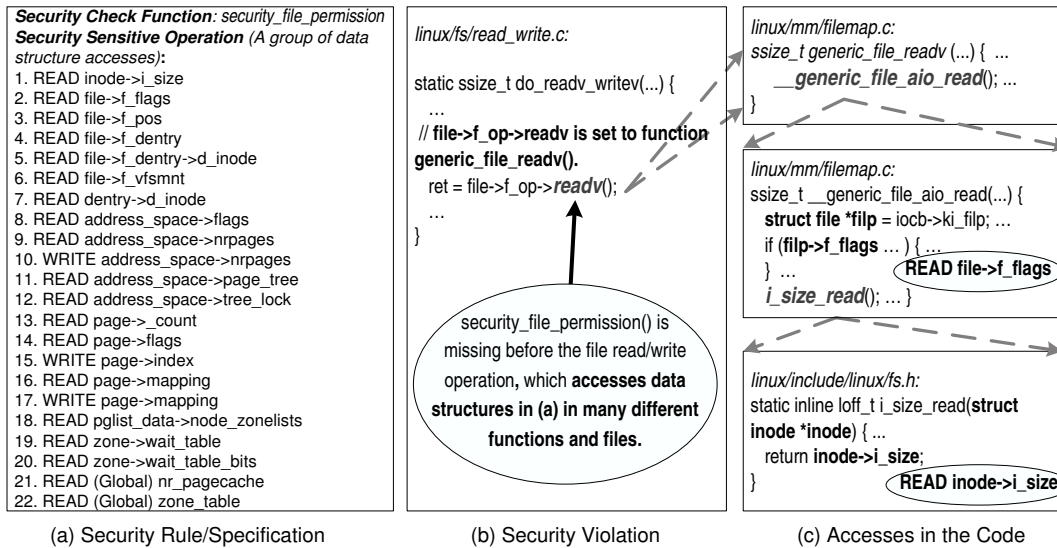 Security Check Function: security_file_permission
Security Sensitive Operation (A group of data
structure accesses):
1. READ inode->i_size
2. READ file->f_flags
3. READ file->f_pos
4. READ file->f_dentry
5. READ file->f_dentry->d_inode
6. READ file->f_vfsmnt
7. READ dentry->d_inode
8. READ address_space->flags
9. READ address_space->nrpages
10. WRITE address_space->nrpages
11. READ address_space->page_tree
12. READ address_space->tree_lock
13. READ page->_count
14. READ page->flags
15. WRITE page->index
16. READ page->mapping
17. WRITE page->mapping
18. READ pglist_data->node_zonelists
19. READ zone->wait_table
20. READ zone->wait_table_bits
21. READ (Global) nr_pagecache
22. READ (Global) zone_table
(a) Security Rule/Specification
linux/fs/read_write.c:
static ssize_t do_readv_writev(...) {
...
// file->f_op->readv is set to function
generic_file_readv().
ret = file->f_op->readv();
...
}
security_file_permission() is
missing before the file read/write
operation, which accesses data
structures in (a) in many different
functions and files.
(b) Security Violation
linux/mm/filemap.c:
ssize_t generic_file_readv (...) { ...
__generic_file_aio_read(); ...
}
linux/mm/filemap.c:
ssize_t __generic_file_aio_read(...) {
struct file *filp = iocb->ki_filp; ...
if (filp->f_flags ... ) { ...
} ... READ file->f_flags
i_size_read(); ... }
linux/include/linux/fs.h:
static inline loff_t i_size_read(struct
inode *inode) { ...
return inode->i_size;
} READ inode->i_size
(c) Accesses in the Code